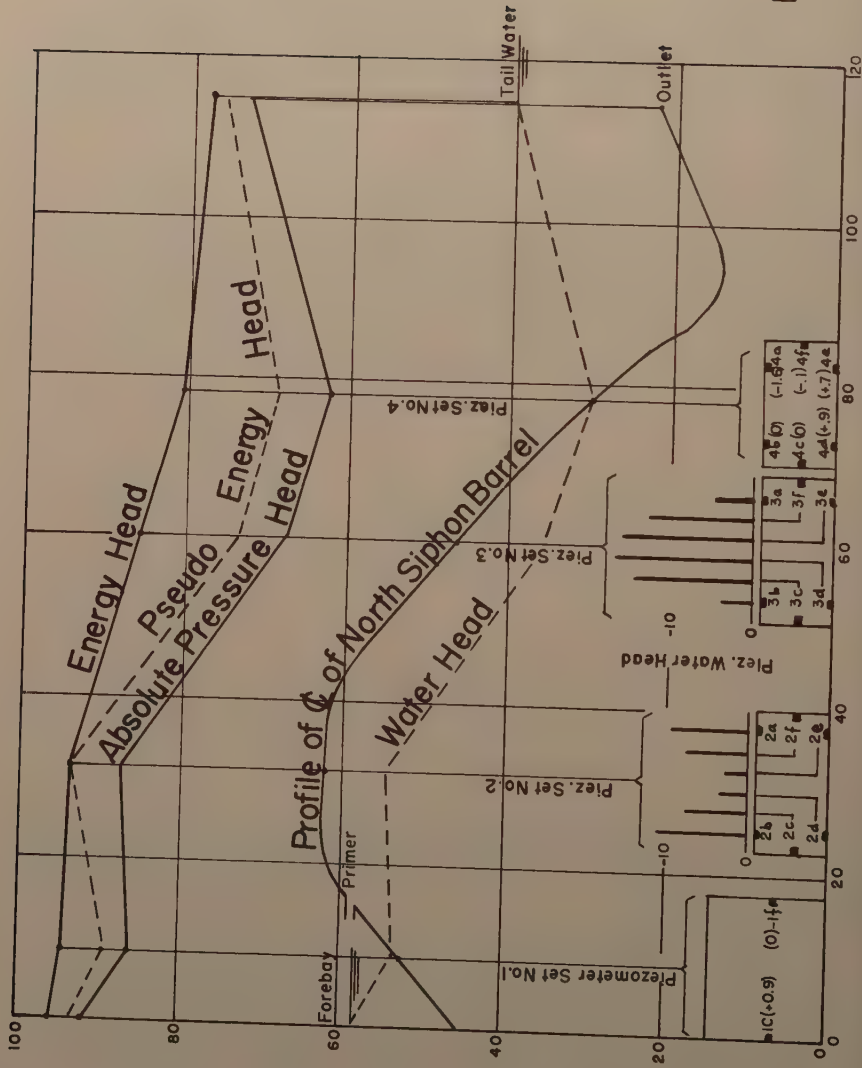 100
80
60
40
20
0
0
20
40
60
80
100
120
Energy Head
Pseudo Energy Head
Absolute Pressure Head
Profile of ℄ of North Siphon Barrel
Water Head
Primer
Forebay
Tail Water
Outlet
Piezometer Set No.1
Piez. Set No.2
Piez. Set No.3
Piez. Set No.4
Piez. Water Head
-10
0
-10
0
1C(+0.9) (0)-1f
2b 2a
2c 2f
2d 2e
3b 3a
3c 3f
3d 3e
4b(0) (-1.6)4a
4c(0) (-.1)4f
4d(+.9) (+.7)4e